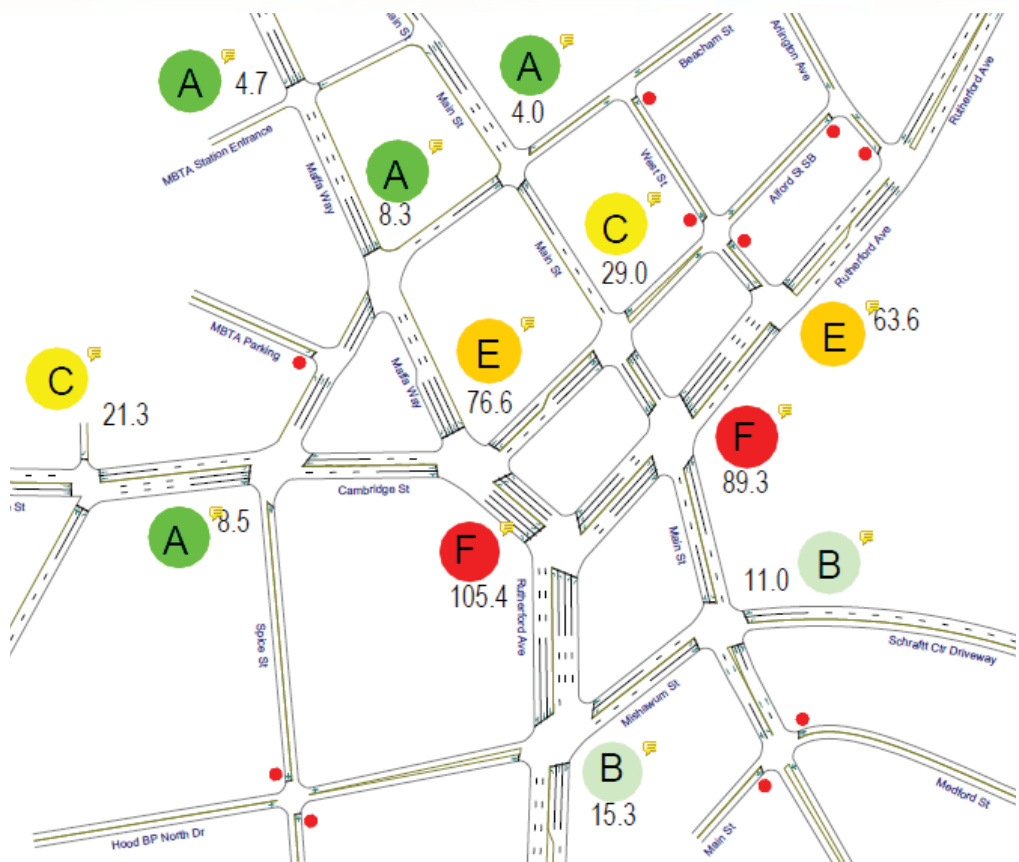 Main St
A
4.7
A
4.0
Beacham St
Arlington Ave
Rutherford Ave
Main St
MBTA Station Entrance
Maffa Way
A
8.3
West St
Alford St SB
C
29.0
Main St
Rutherford Ave
E
63.6
MBTA Parking
Maffa Way
E
76.6
C
21.3
F
89.3
St
Cambridge St
A
8.5
F
105.4
Rutherford Ave
Main St
11.0
B
Spice St
Schrafft Ctr Driveway
Mishawum St
B
15.3
Medford St
Main St
Hood BP North Dr